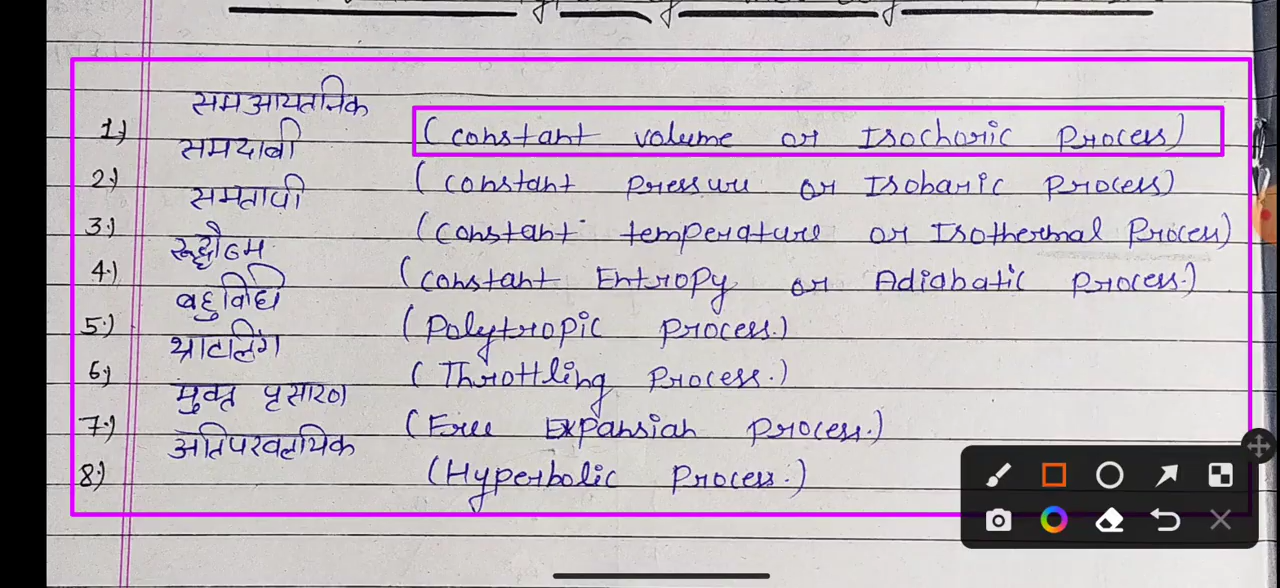 समआयतनिक
1.) (constant volume or Isochoric Process)
समदाबी
2.) (constant Pressure or Isobaric Process)
समतापी
3.) (constant temperature or Isothermal Process)
रूद्धोष्म
4.) (constant Entropy or Adiabatic Process.)
बहुविधि
5.) (Polytropic Process.)
थ्राटलिंग
6.) (Throttling Process.)
मुक्त प्रसारण
7.) (Free Expansian Process.)
अतिपरवलयिक
8.) (Hyperbolic Process.)